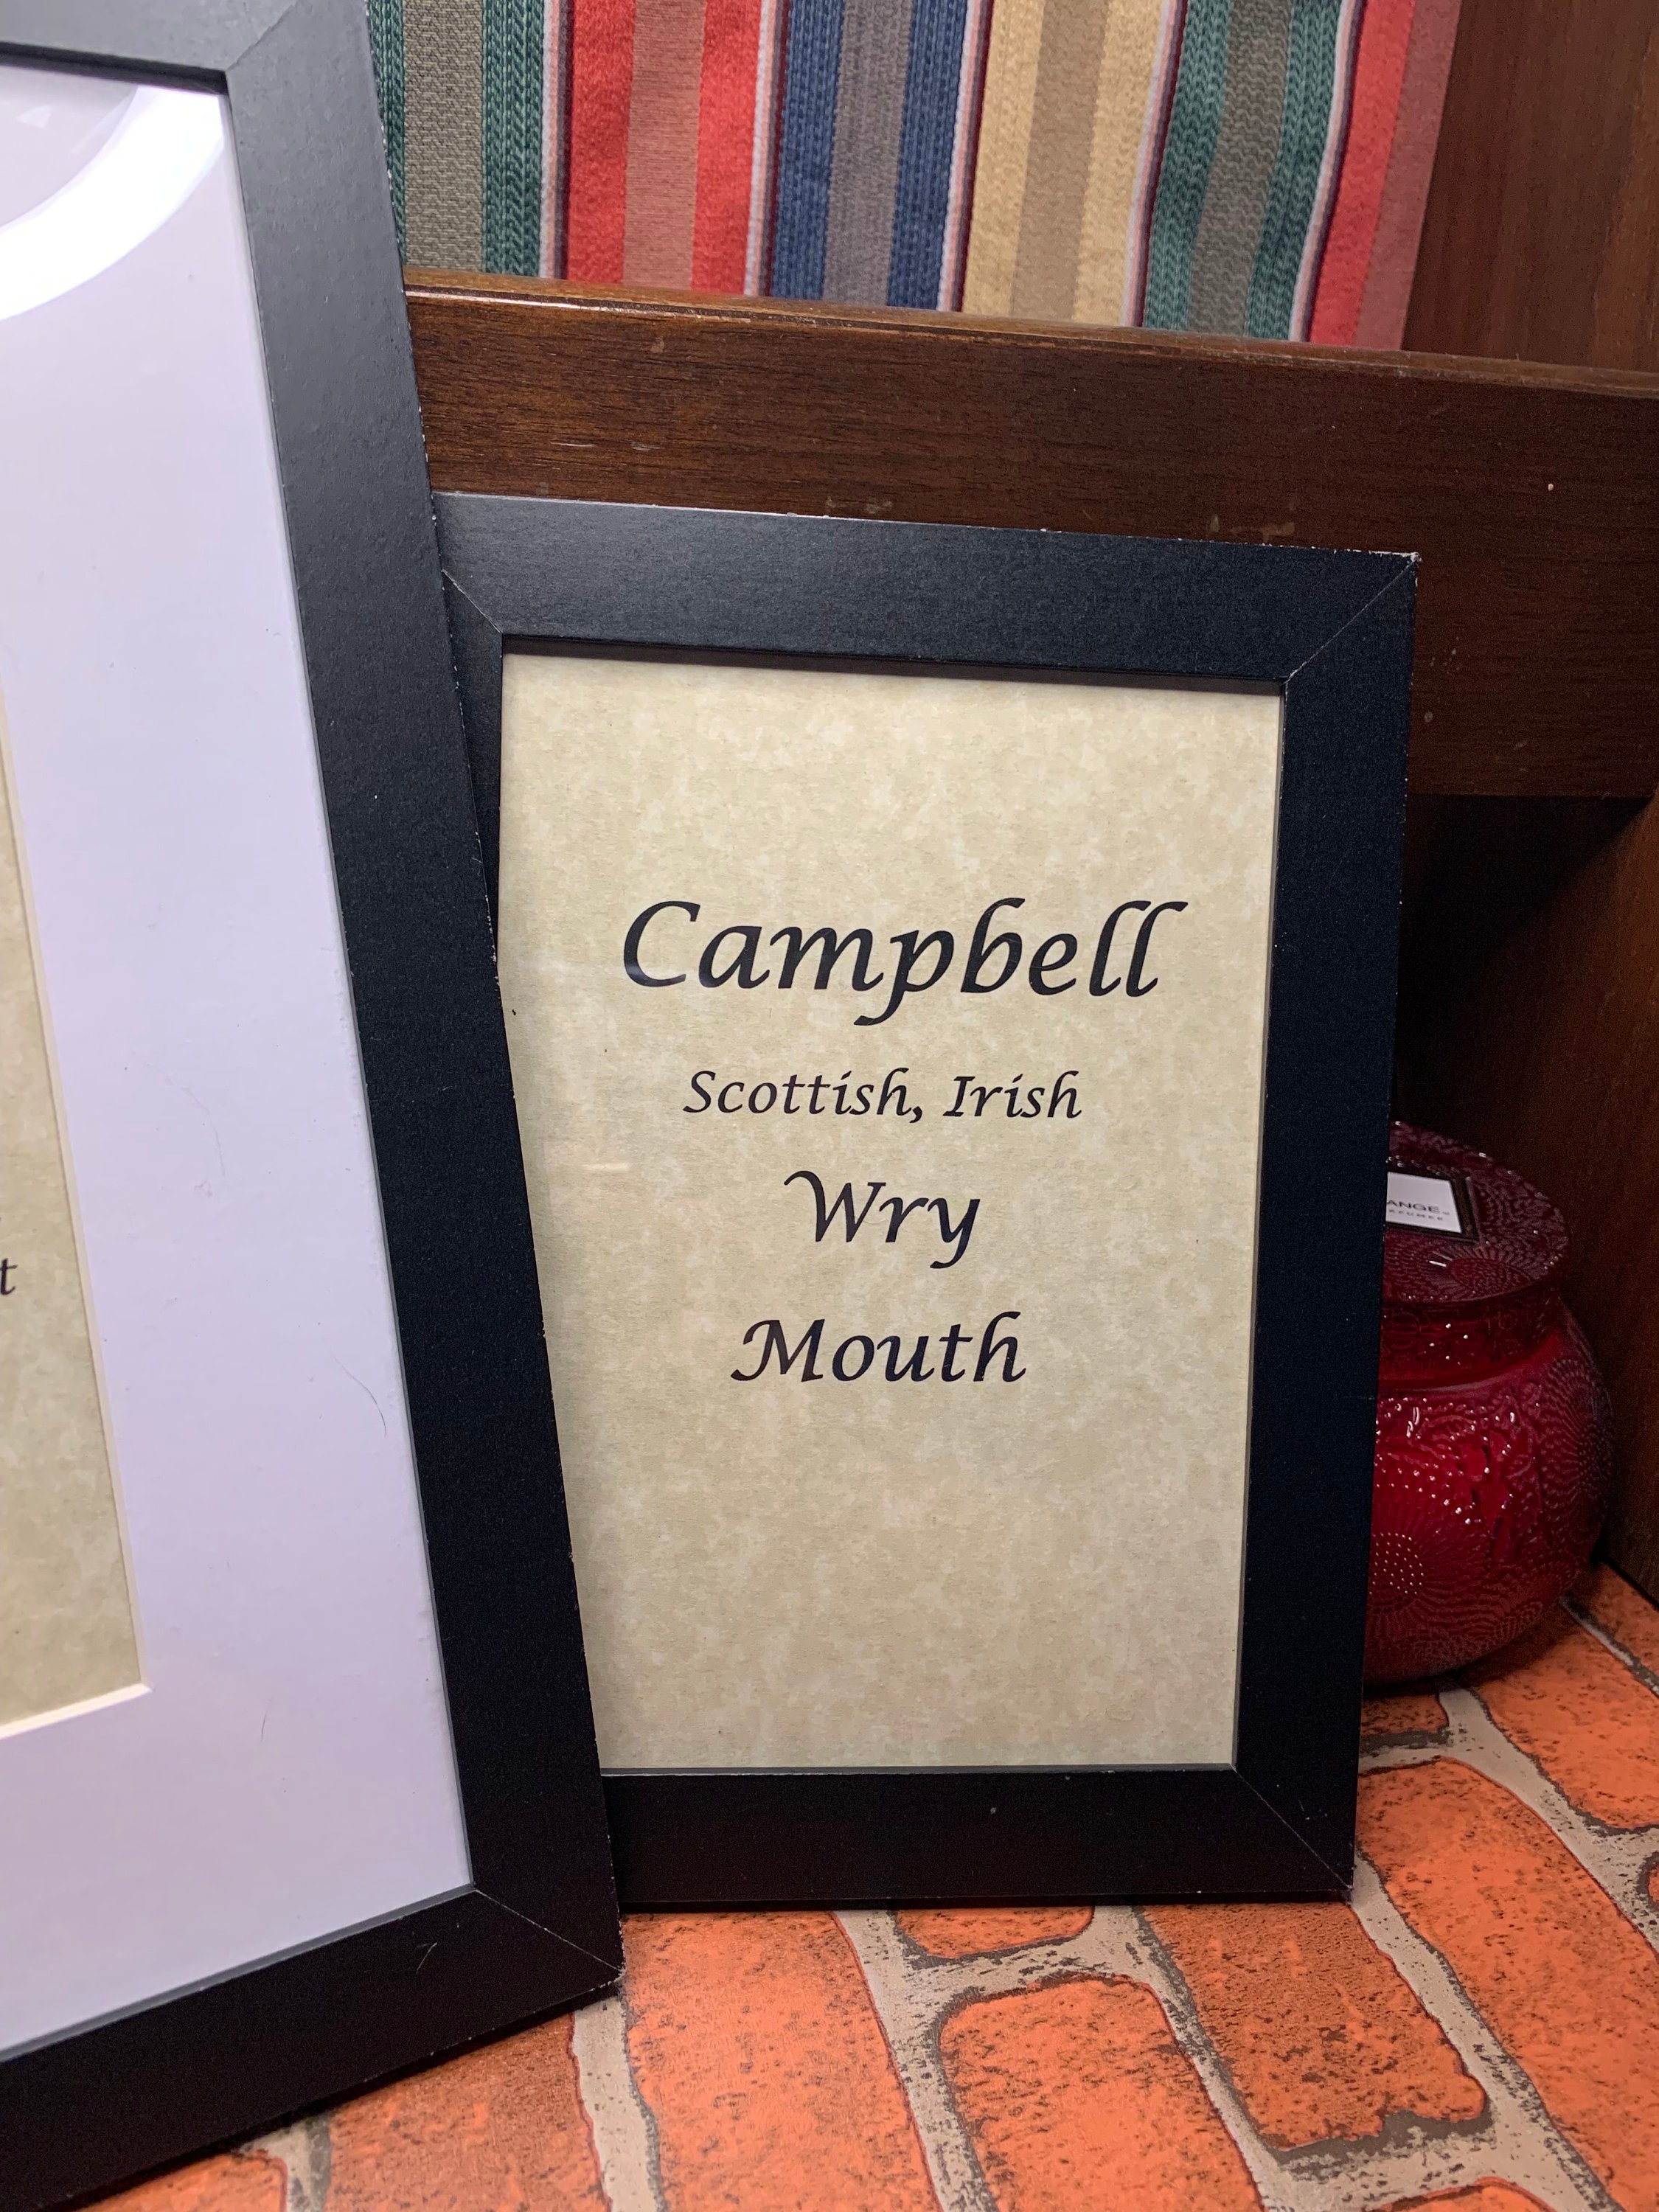 Campbell
Scottish, Irish
Wry
Mouth
t